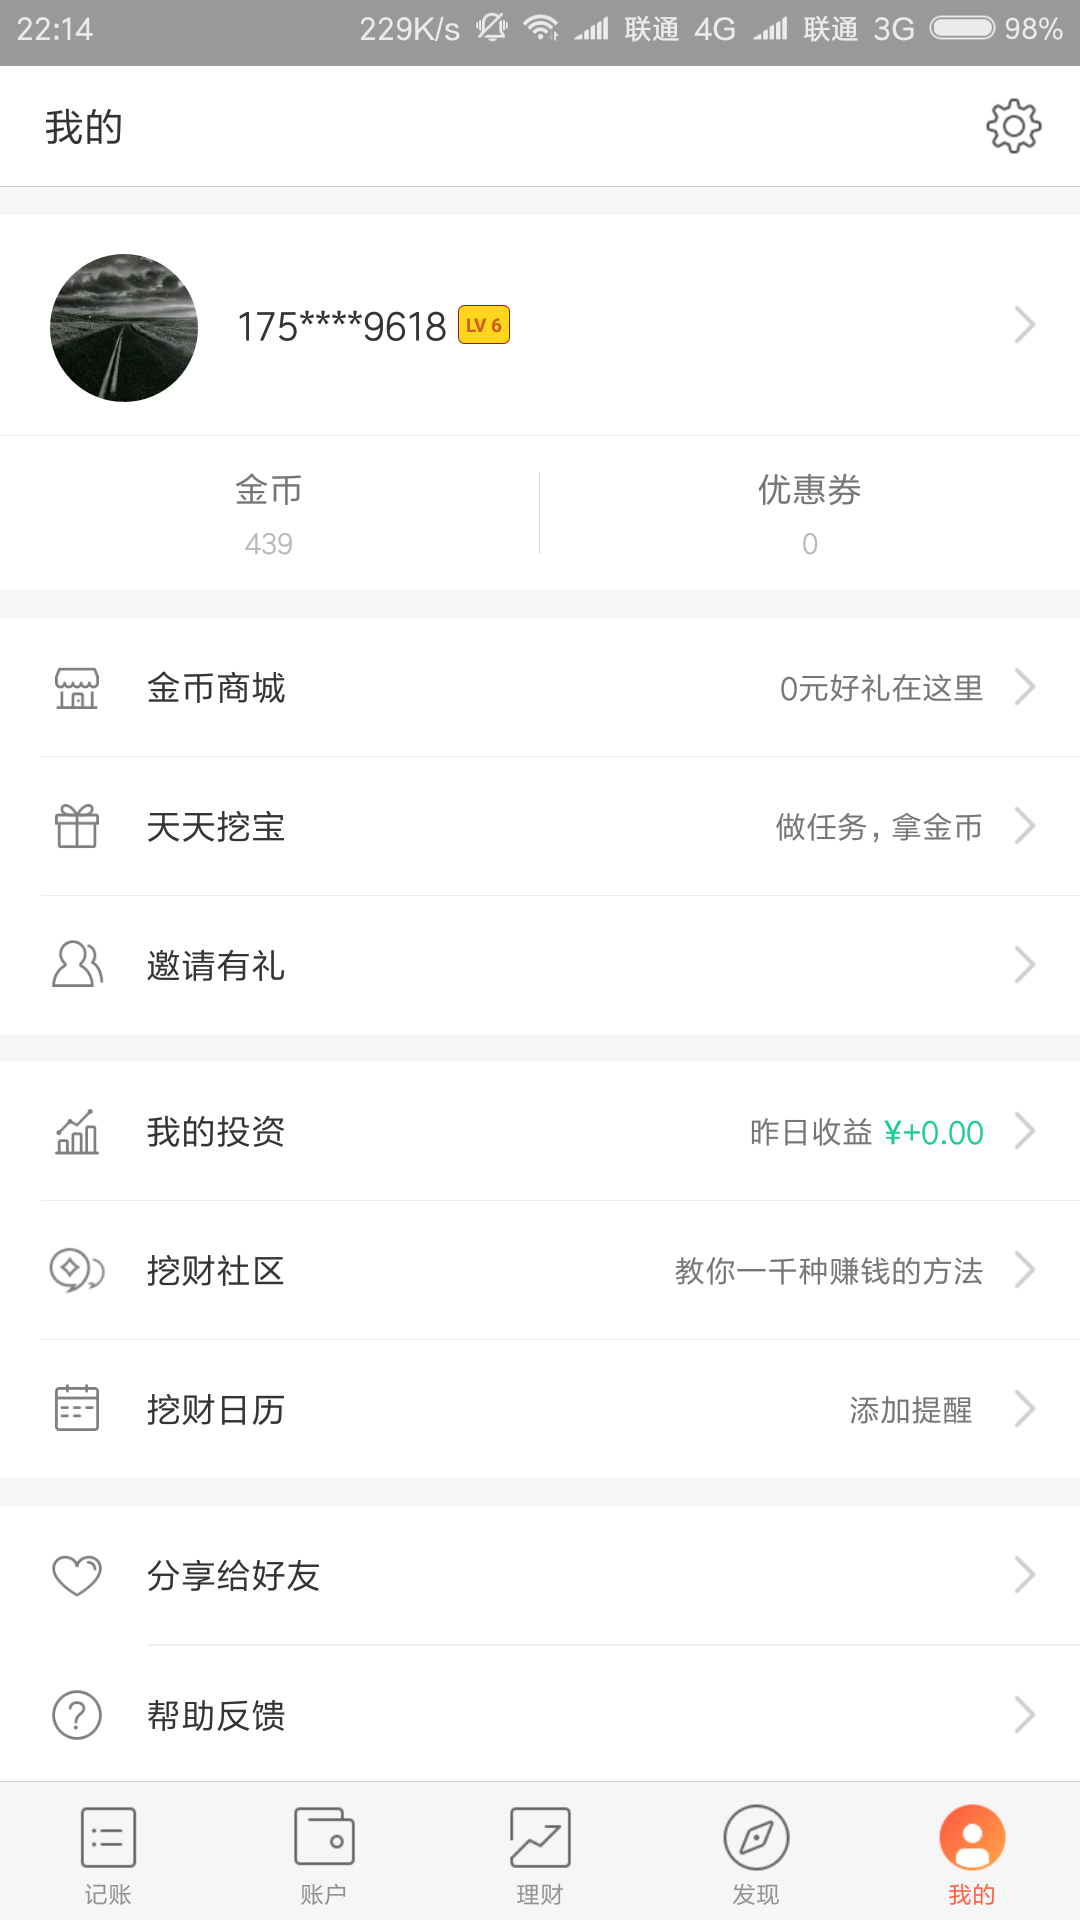 22:14 229K/s 联通 4G 联通 3G 98%
我的
175****9618 LV 6
金币 优惠券
439 0
金币商城 0元好礼在这里
天天挖宝 做任务，拿金币
邀请有礼
我的投资 昨日收益 ¥+0.00
挖财社区 教你一千种赚钱的方法
挖财日历 添加提醒
分享给好友
帮助反馈
记账 账户 理财 发现 我的